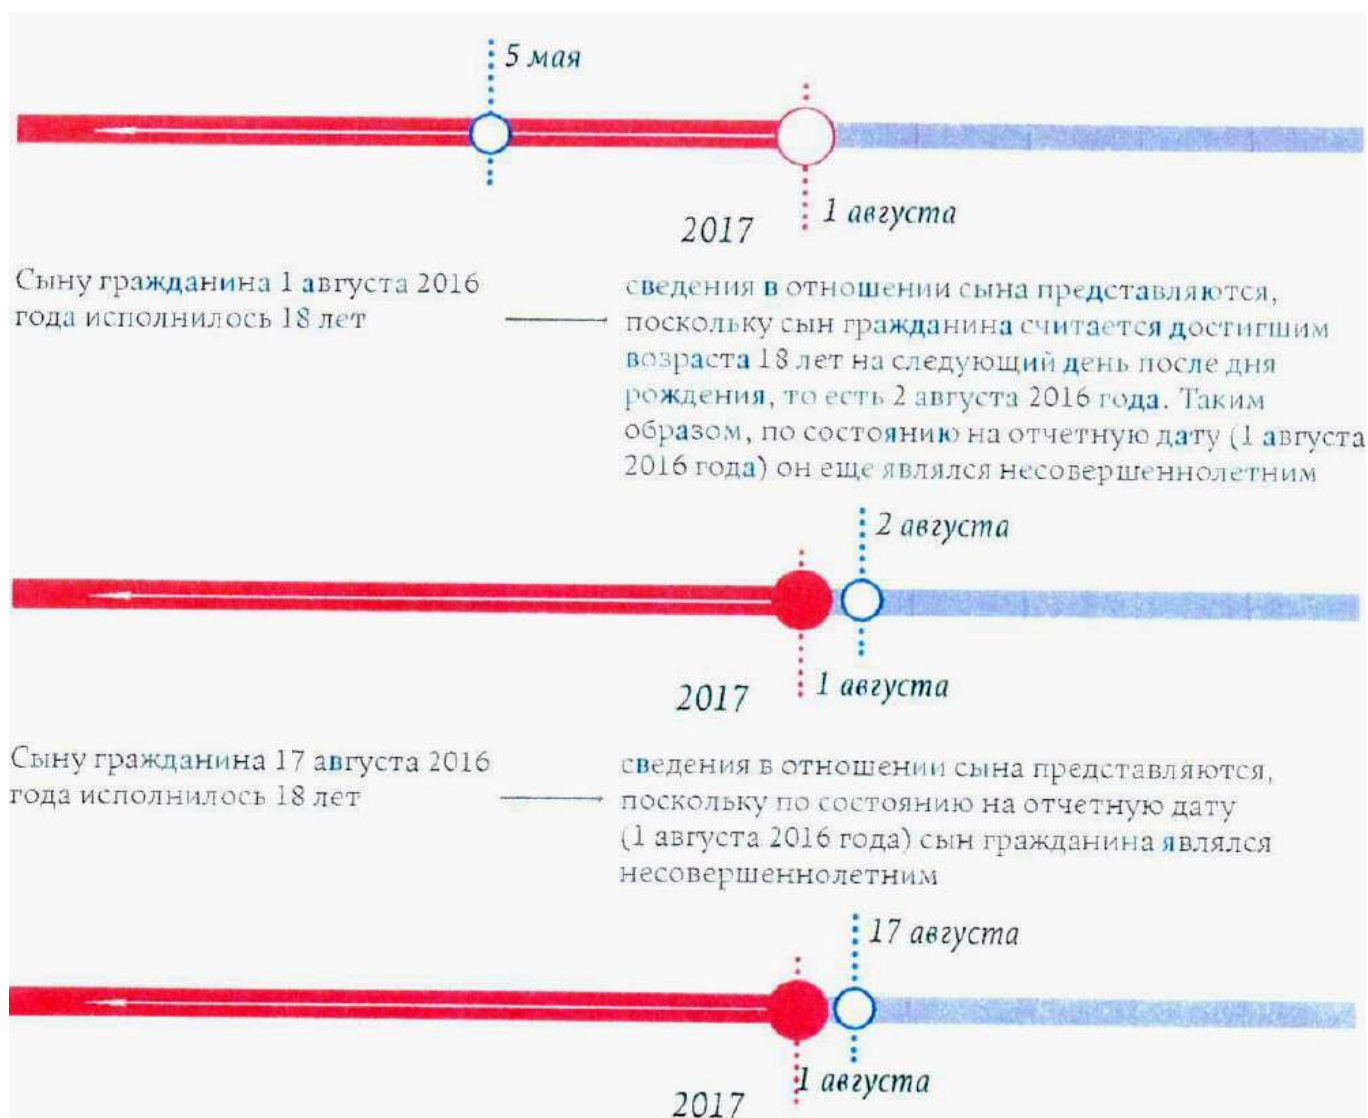 5 мая
1 августа
2017
Сыну гражданина 1 августа 2016
года исполнилось 18 лет
сведения в отношении сына представляются,
поскольку сын гражданина считается достигшим
возраста 18 лет на следующий день после дня
рождения, то есть 2 августа 2016 года. Таким
образом, по состоянию на отчетную дату (1 августа
2016 года) он еще являлся несовершеннолетним
2 августа
1 августа
2017
Сыну гражданина 17 августа 2016
года исполнилось 18 лет
сведения в отношении сына представляются,
поскольку по состоянию на отчетную дату
(1 августа 2016 года) сын гражданина являлся
несовершеннолетним
17 августа
1 августа
2017